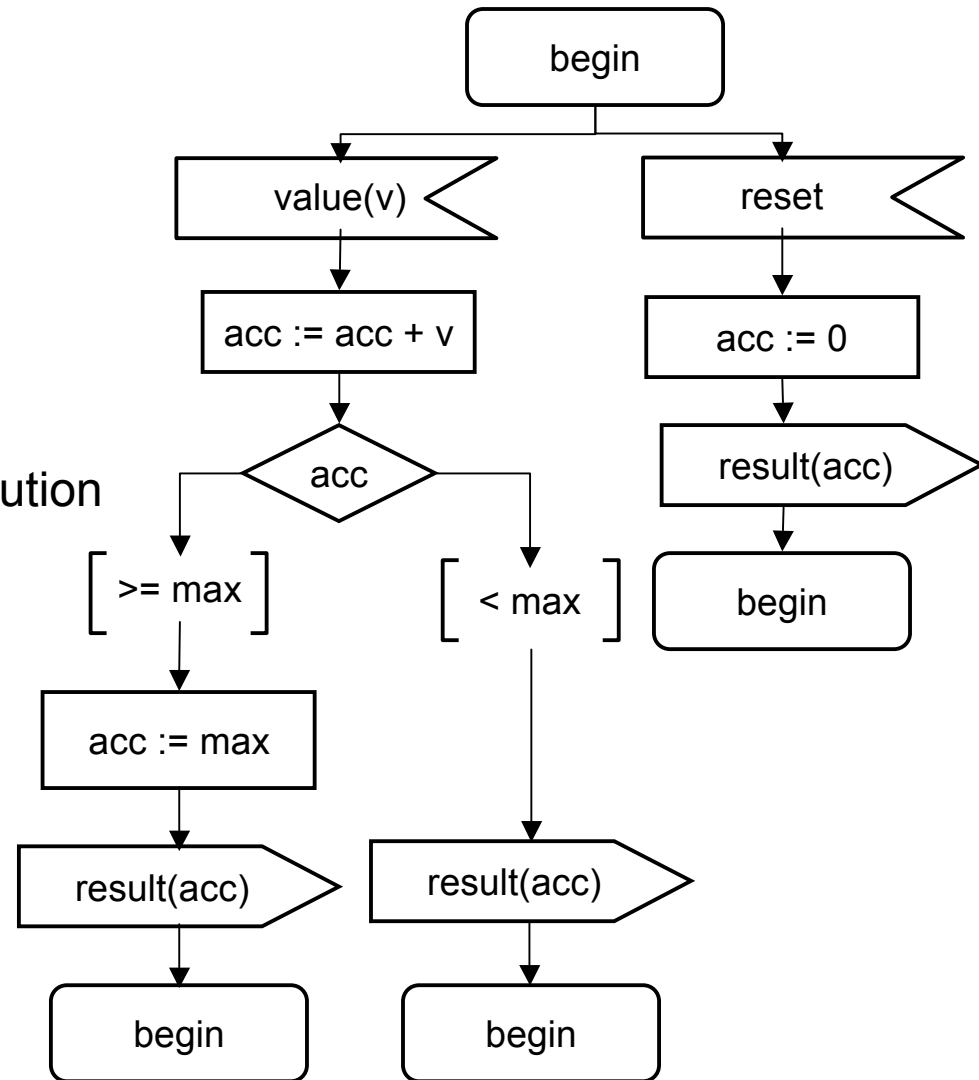 begin
value(v)
reset
acc := acc + v
acc := 0
acc
result(acc)
ution
>= max
< max
begin
acc := max
result(acc)
result(acc)
begin
begin